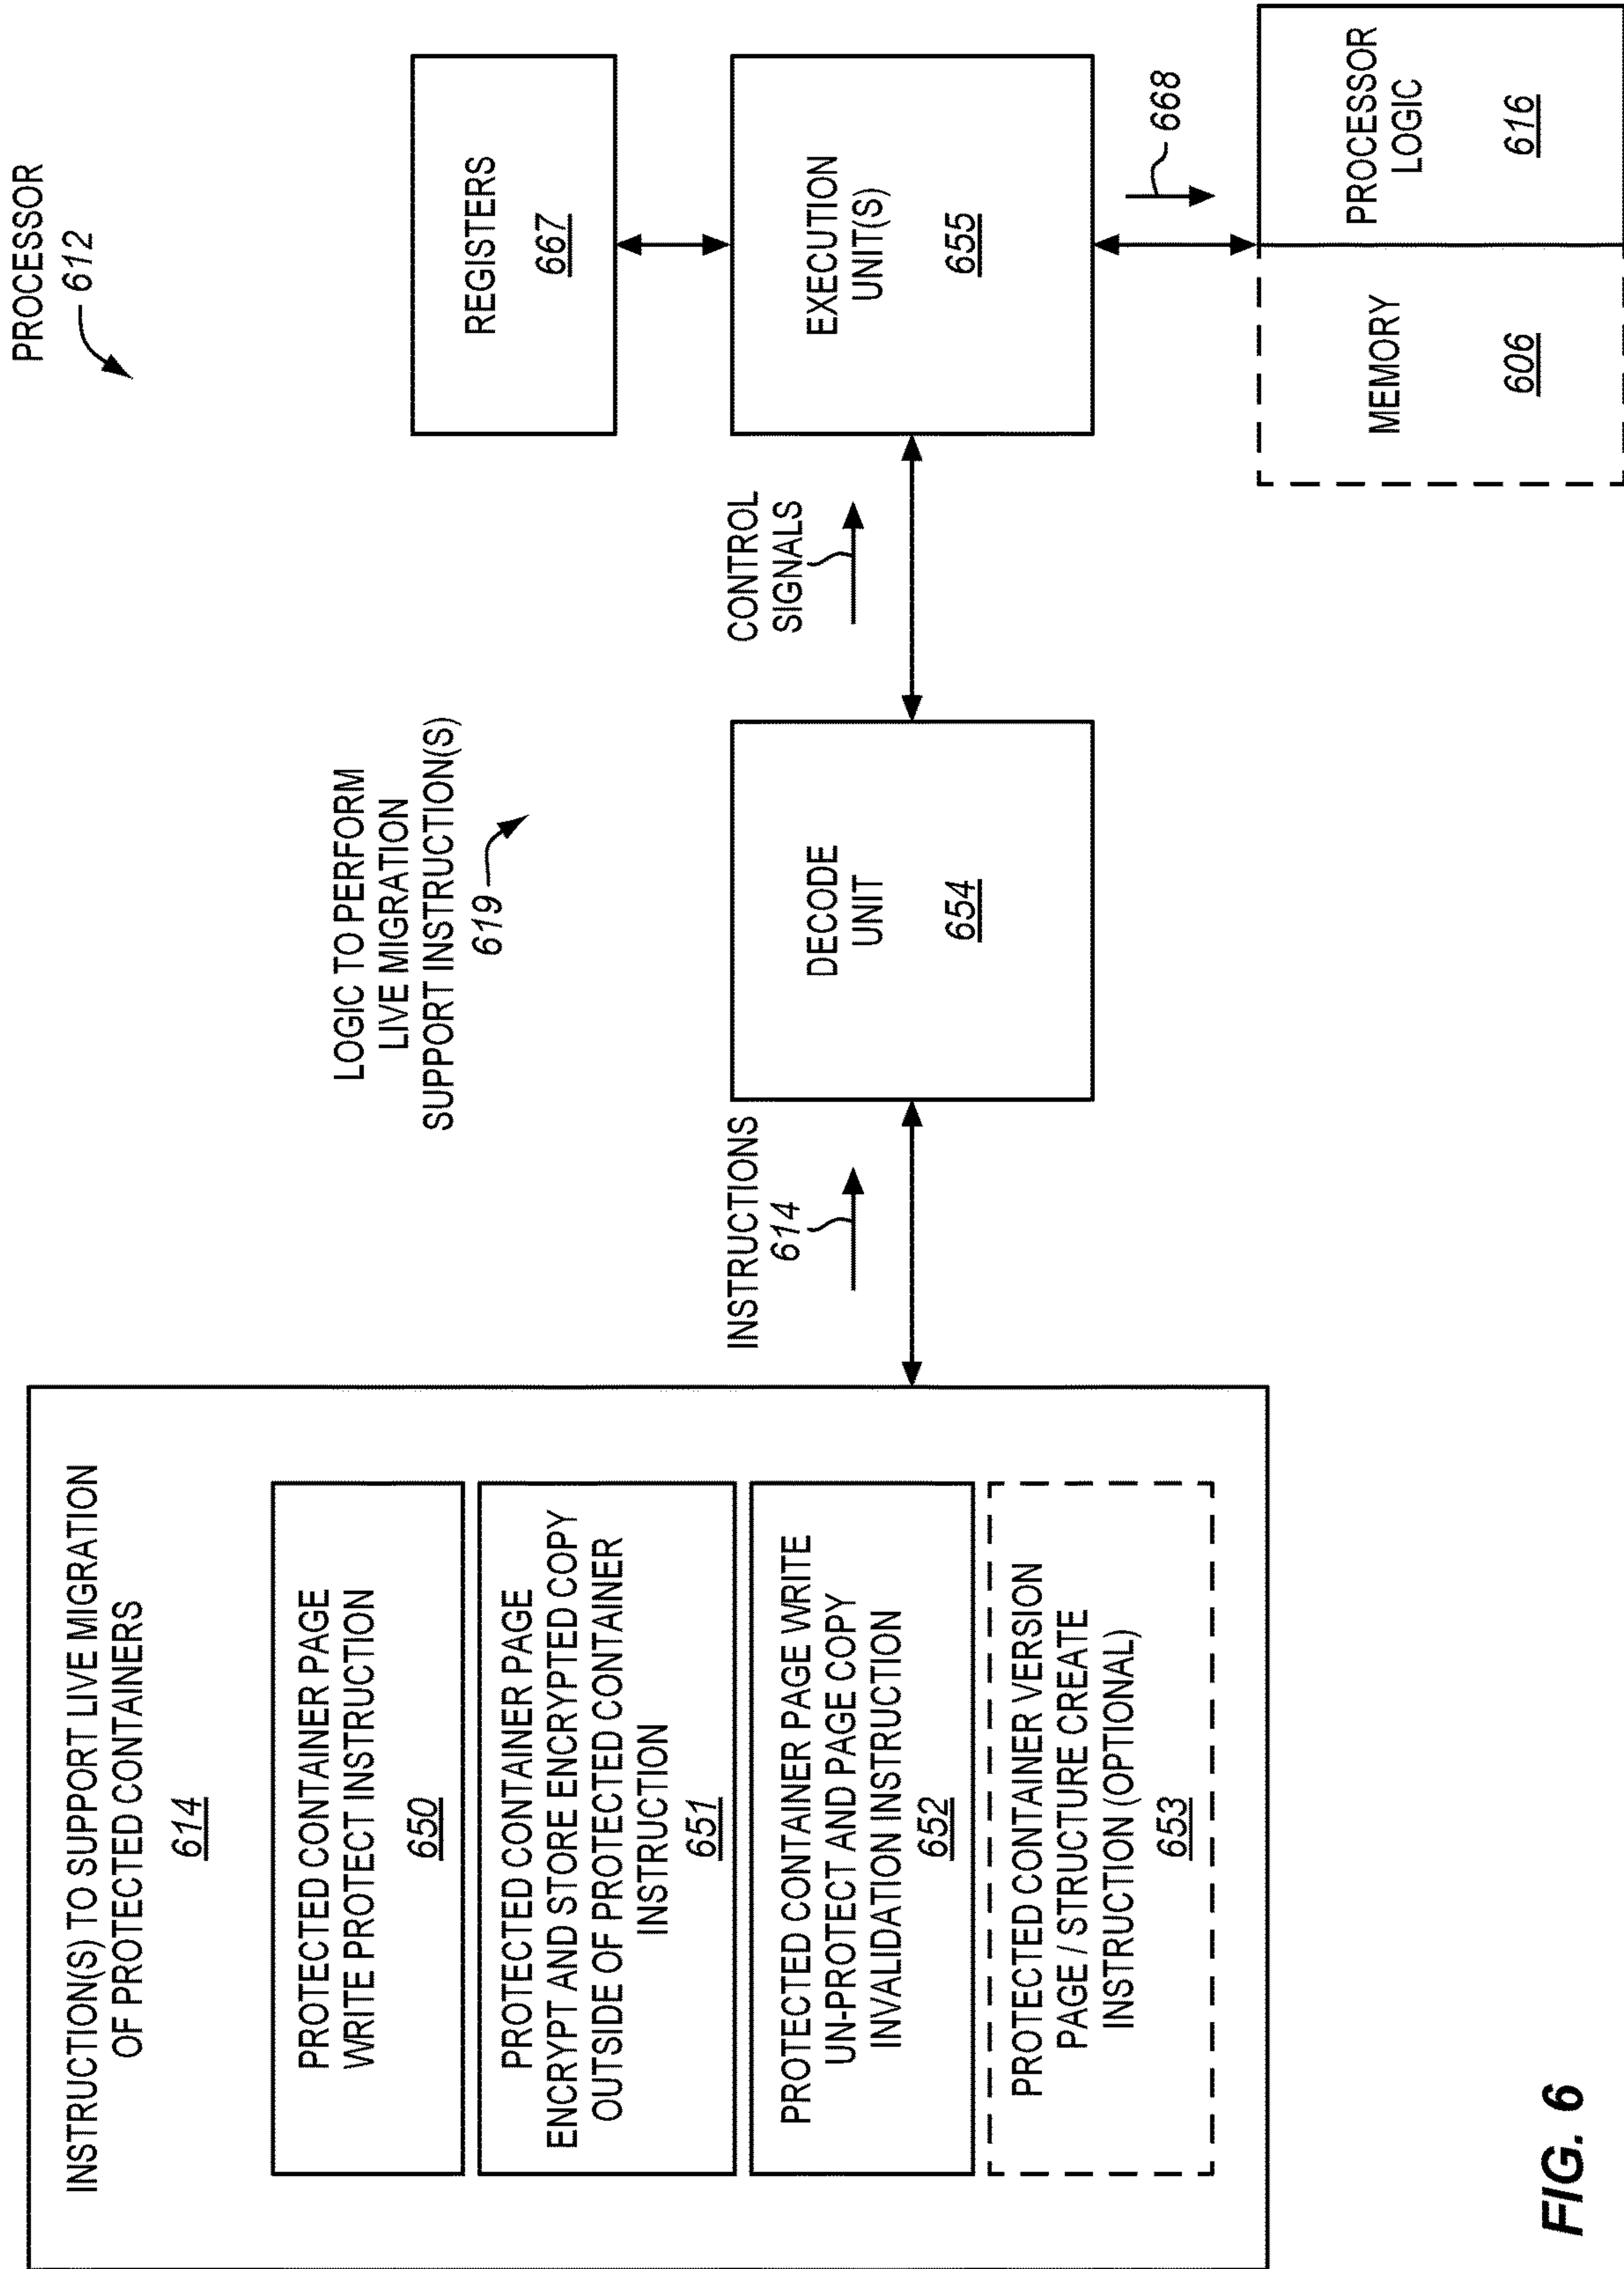 PROCESSOR
612
INSTRUCTION(S) TO SUPPORT LIVE MIGRATION
OF PROTECTED CONTAINERS
614
PROTECTED CONTAINER PAGE
WRITE PROTECT INSTRUCTION
650
PROTECTED CONTAINER PAGE
ENCRYPT AND STORE ENCRYPTED COPY
OUTSIDE OF PROTECTED CONTAINER
INSTRUCTION
651
PROTECTED CONTAINER PAGE WRITE
UN-PROTECT AND PAGE COPY
INVALIDATION INSTRUCTION
652
PROTECTED CONTAINER VERSION
PAGE / STRUCTURE CREATE
INSTRUCTION (OPTIONAL)
653
INSTRUCTIONS
614
LOGIC TO PERFORM
LIVE MIGRATION
SUPPORT INSTRUCTION(S)
619
DECODE
UNIT
654
CONTROL
SIGNALS
REGISTERS
667
EXECUTION
UNIT(S)
655
668
MEMORY
606
PROCESSOR
LOGIC
616
FIG. 6